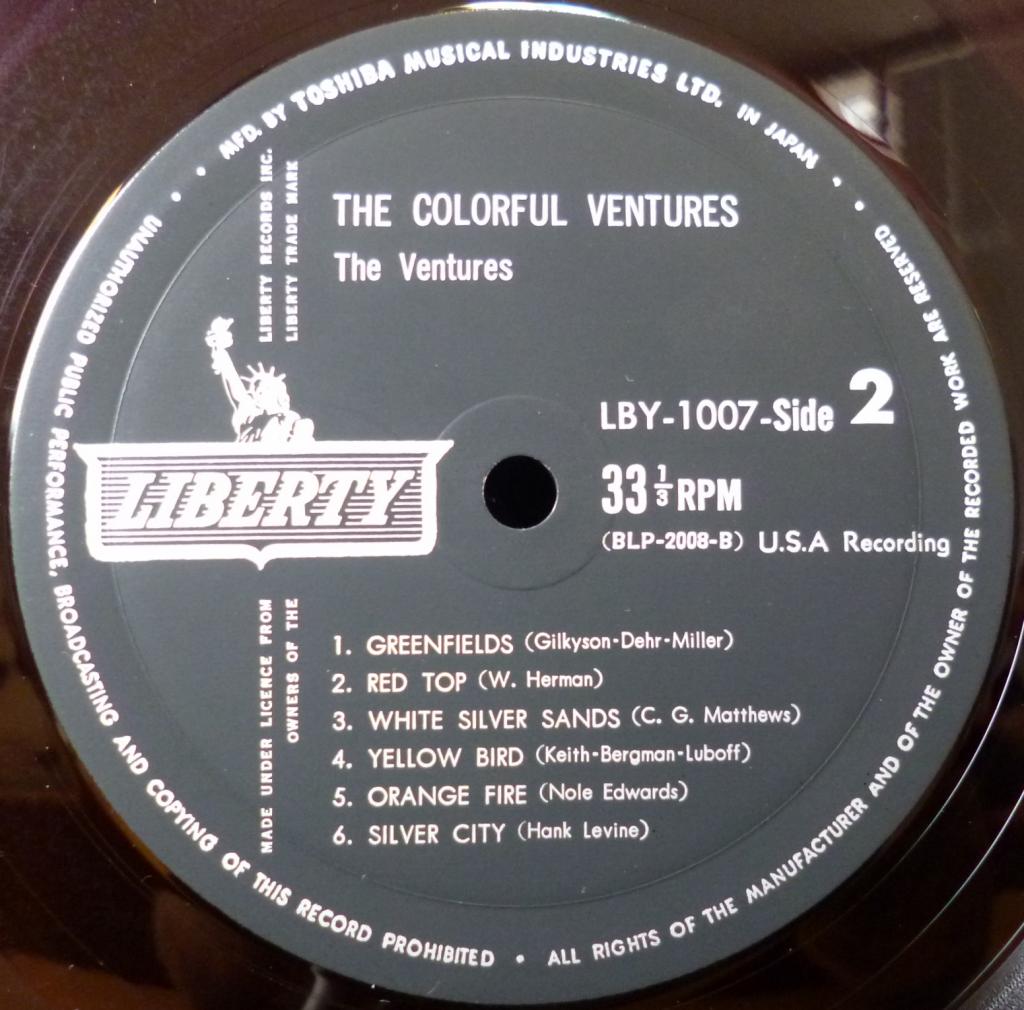 MFD. BY TOSHIBA MUSICAL INDUSTRIES LTD. IN JAPAN
LIBERTY RECORDS INC.
LIBERTY TRADE MARK
THE COLORFUL VENTURES
The Ventures
LIBERTY
LBY-1007-Side 2
33 1/3 RPM
(BLP-2008-B) U.S.A Recording
MADE UNDER LICENCE FROM
OWNERS OF THE
1. GREENFIELDS (Gilkyson-Dehr-Miller)
2. RED TOP (W. Herman)
3. WHITE SILVER SANDS (C. G. Matthews)
4. YELLOW BIRD (Keith-Bergman-Luboff)
5. ORANGE FIRE (Nole Edwards)
6. SILVER CITY (Hank Levine)
UNAUTHORIZED PUBLIC PERFORMANCE, BROADCASTING AND COPYING OF THIS RECORD PROHIBITED • ALL RIGHTS OF THE MANUFACTURER AND OF THE OWNER OF THE RECORDED WORK ARE RESERVED